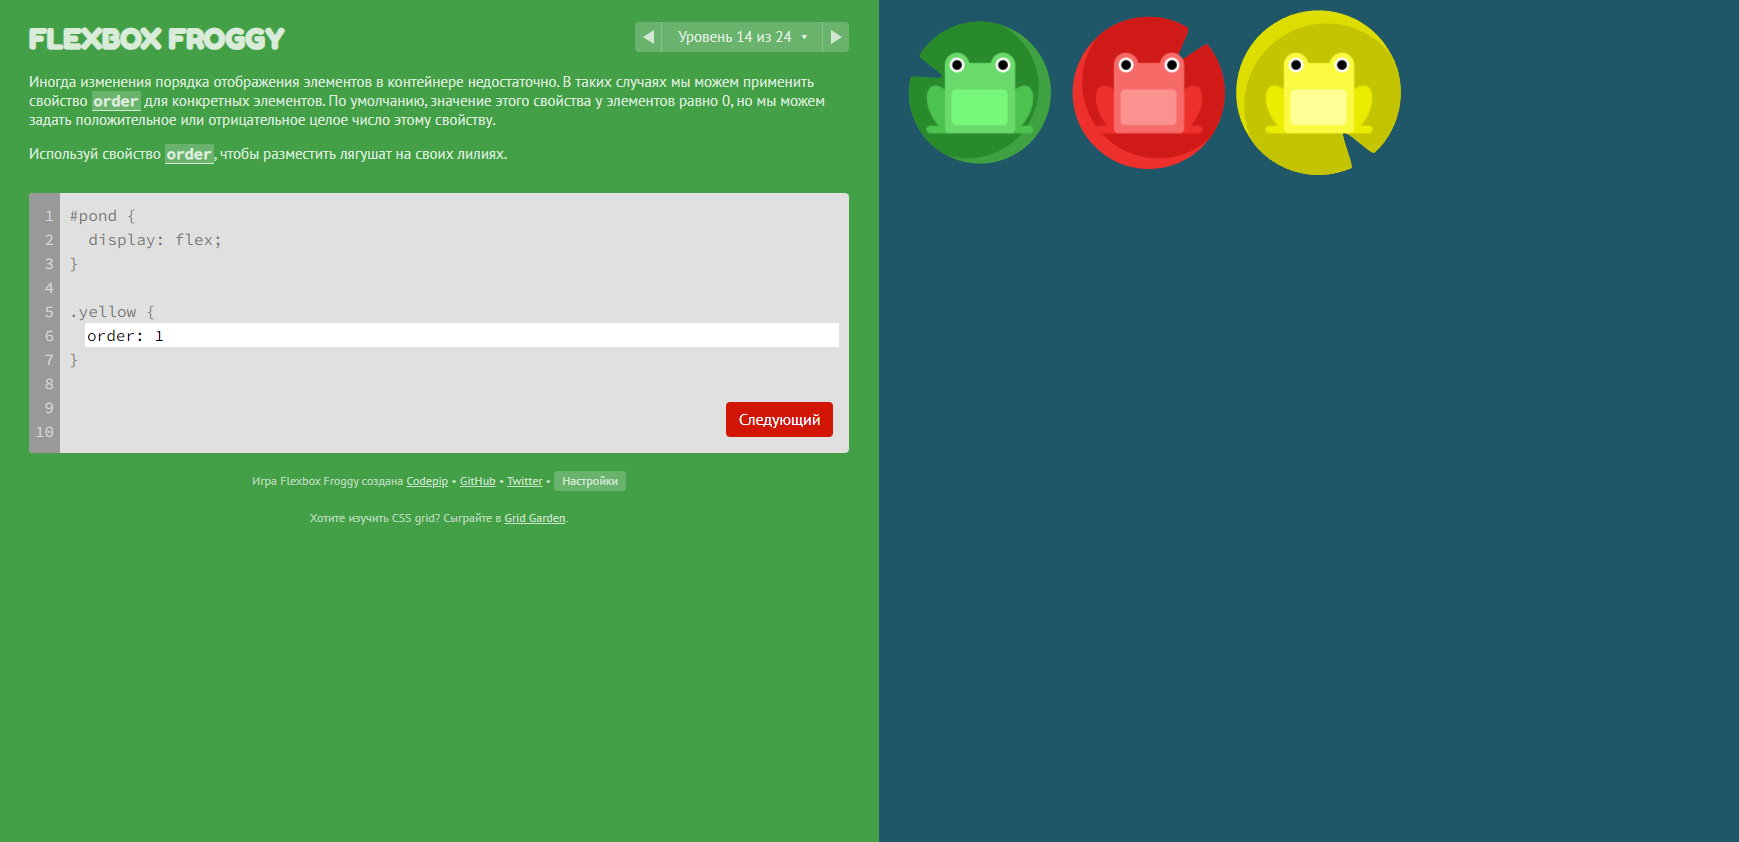 FLEXBOX FROGGY
Уровень 14 из 24
Иногда изменения порядка отображения элементов в контейнере недостаточно. В таких случаях мы можем применить
свойство order для конкретных элементов. По умолчанию, значение этого свойства у элементов равно 0, но мы можем
задать положительное или отрицательное целое число этому свойству.
Используй свойство order, чтобы разместить лягушат на своих лилиях.
1 #pond {
2 display: flex;
3 }
4
5 .yellow {
6 order: 1
7 }
8
9
10
Следующий
Игра Flexbox Froggy создана Codepip • GitHub • Twitter • Настройки
Хотите изучить CSS grid? Сыграйте в Grid Garden.